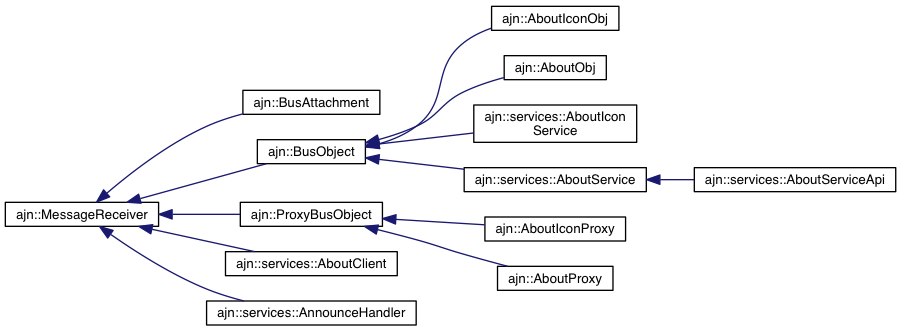 ajn::AboutIconObj
ajn::AboutObj
ajn::BusAttachment
ajn::services::AboutIcon
Service
ajn::BusObject
ajn::services::AboutService
ajn::services::AboutServiceApi
ajn::MessageReceiver
ajn::ProxyBusObject
ajn::AboutIconProxy
ajn::services::AboutClient
ajn::AboutProxy
ajn::services::AnnounceHandler